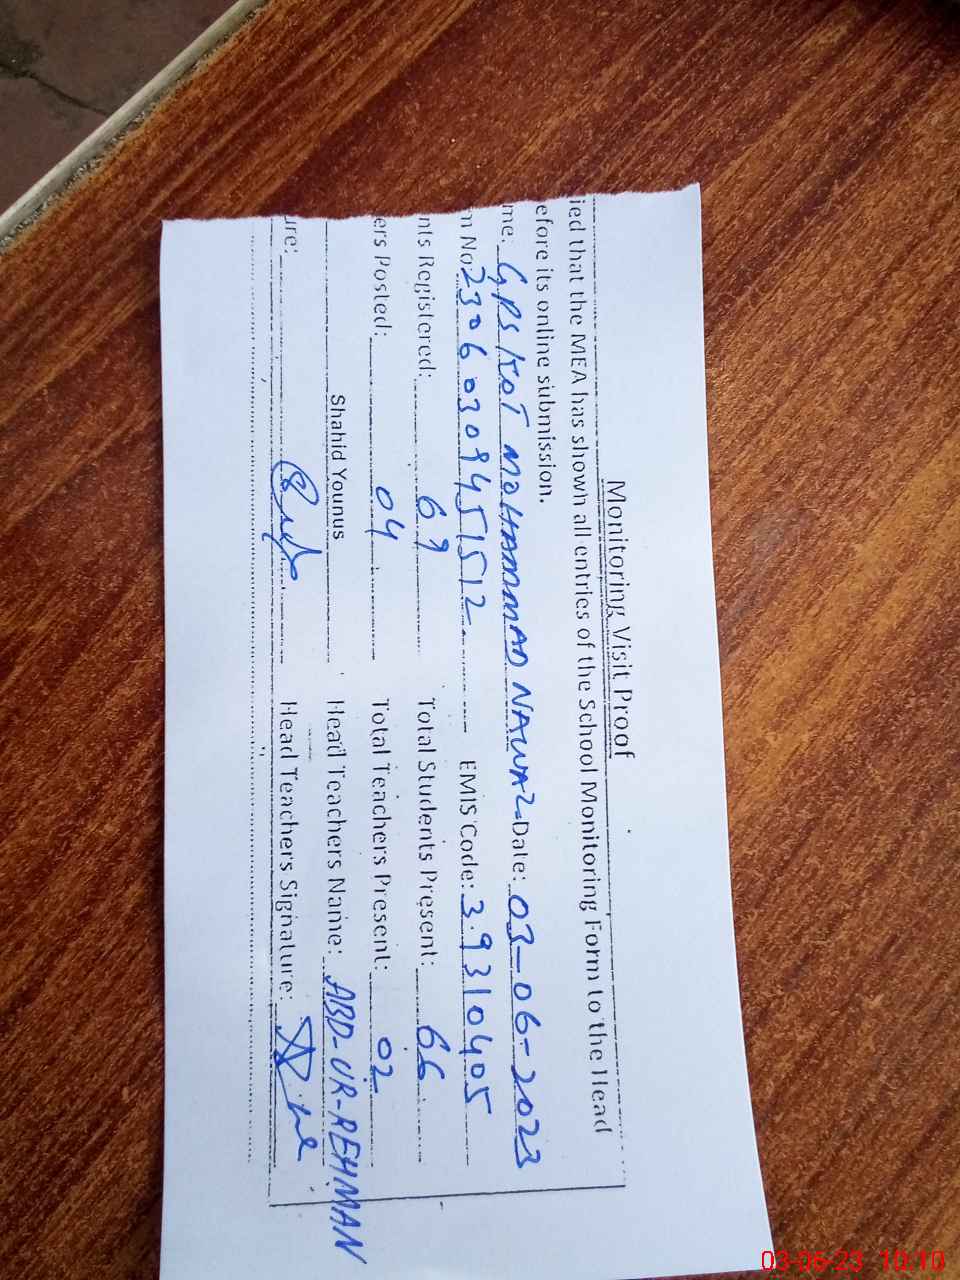 Monitoring Visit Proof
ied that the MEA has shown all entries of the School Monitoring Form to the Head
efore its online submission.
me: GPS KOT MOHAMMAD NAWAZ Date: 03-06-2023
m No. 23060309451512 EMIS Code: 39310405
nts Registered: 69 Total Students Present: 66
ers Posted: 04 Total Teachers Present: 02
Shahid Younus Head Teachers Name: ABD-UR-REHMAN
ure: Head Teachers Signature:
03-06-23 10:10